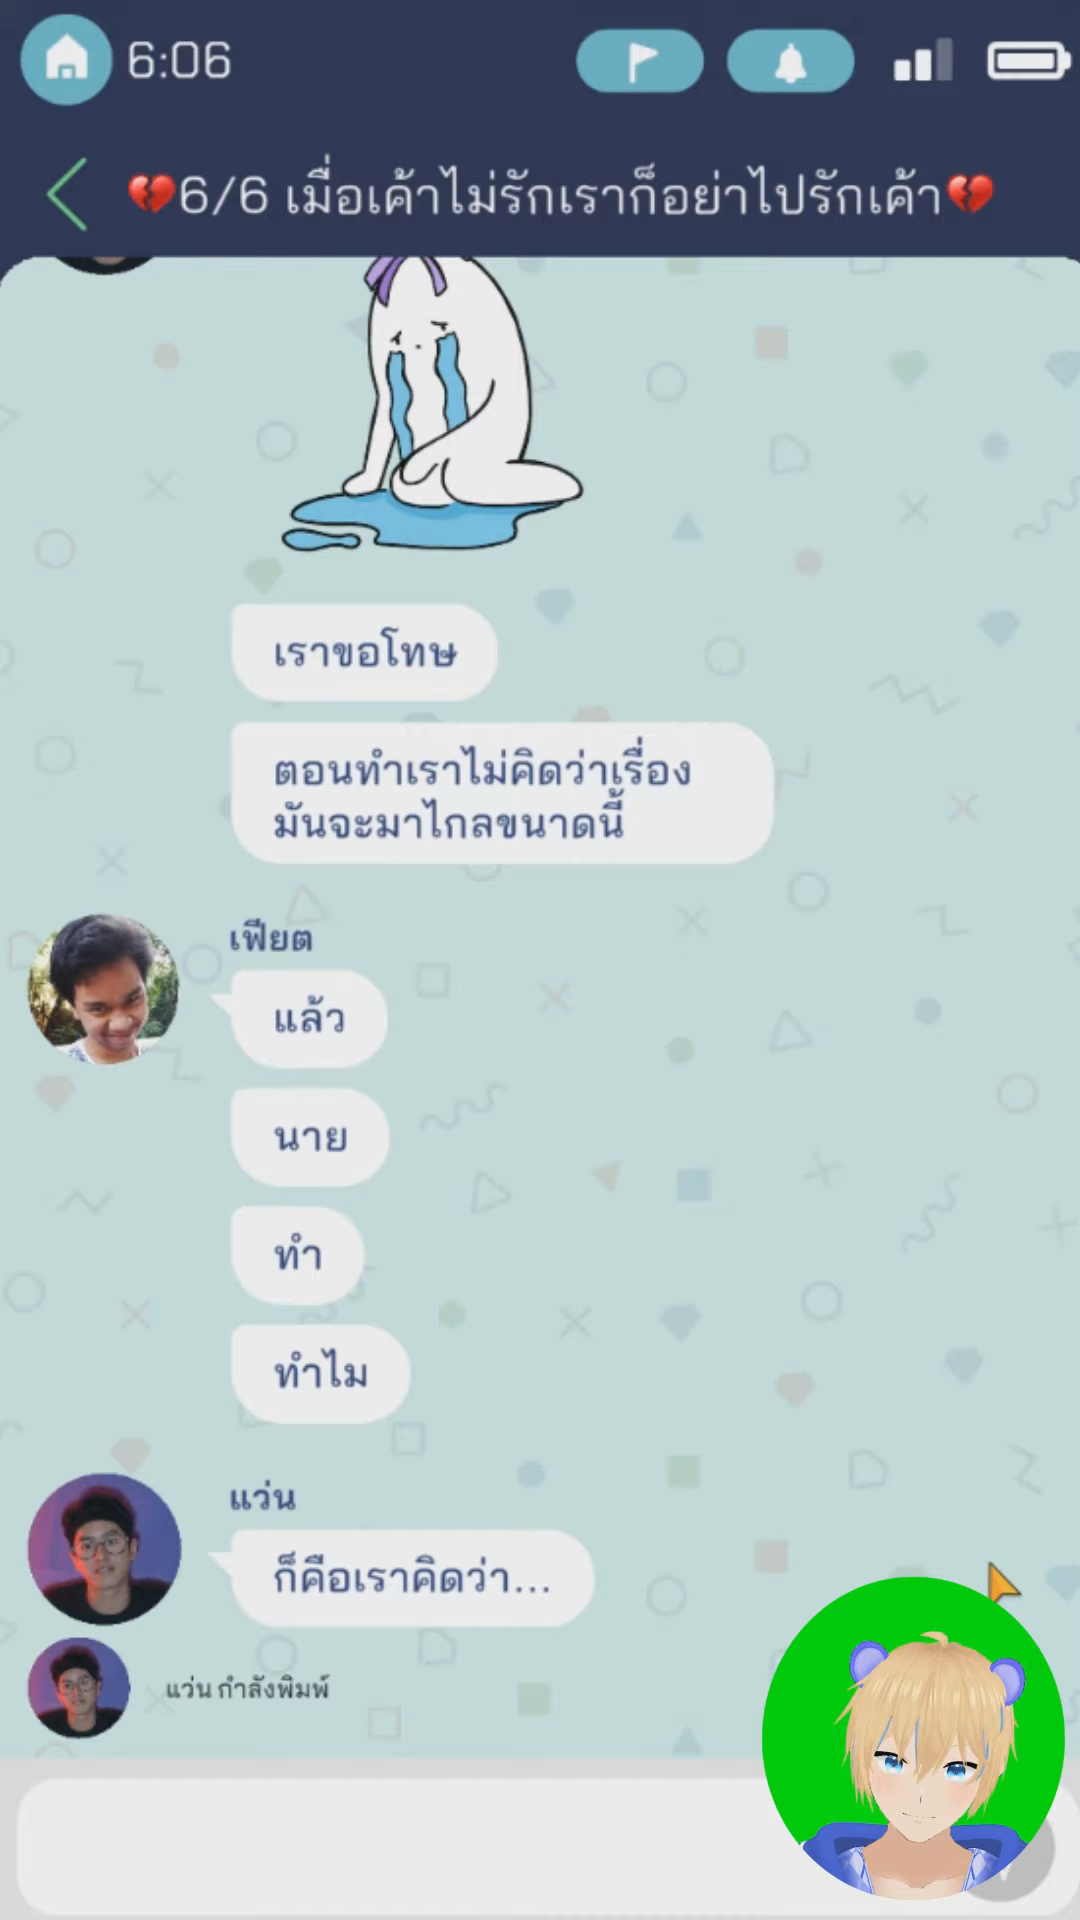 6:06
💔6/6 เมื่อเค้าไม่รักเราก็อย่าไปรักเค้า💔
เราขอโทษ
ตอนทำเราไม่คิดว่าเรื่อง
มันจะมาไกลขนาดนี้
เฟียต
แล้ว
นาย
ทำ
ทำไม
แว่น
ก็คือเราคิดว่า...
แว่น กำลังพิมพ์